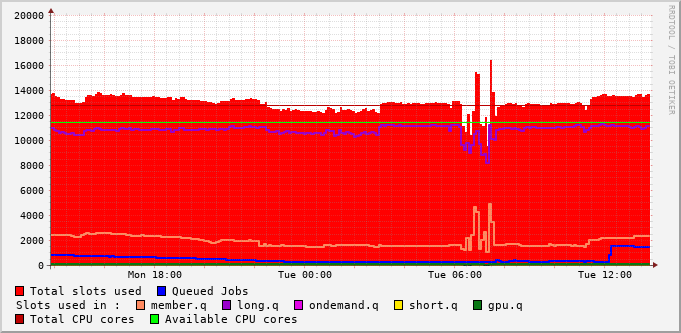 20000
18000
16000
14000
12000
10000
8000
6000
4000
2000
0
Mon 18:00 Tue 00:00 Tue 06:00 Tue 12:00
RRDTOOL / TOBI OETIKER
Total slots used Queued Jobs
Slots used in : member.q long.q ondemand.q short.q gpu.q
Total CPU cores Available CPU cores